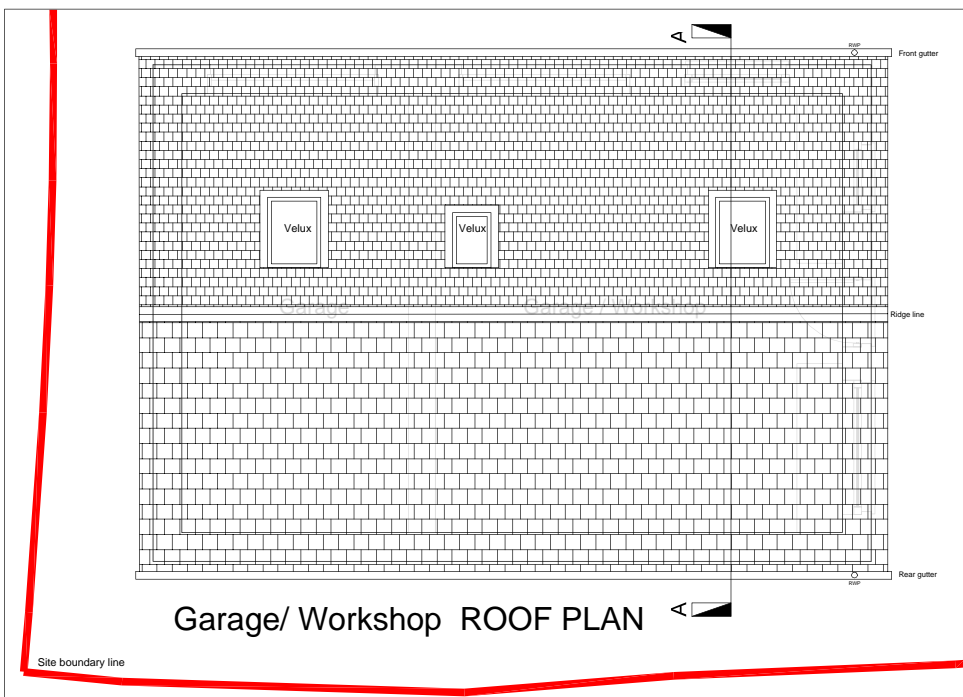 A
RWP
Front gutter
Velux
Velux
Velux
Garage
Garage / Workshop
Ridge line
Rear gutter
RWP
A
Garage/ Workshop ROOF PLAN
Site boundary line